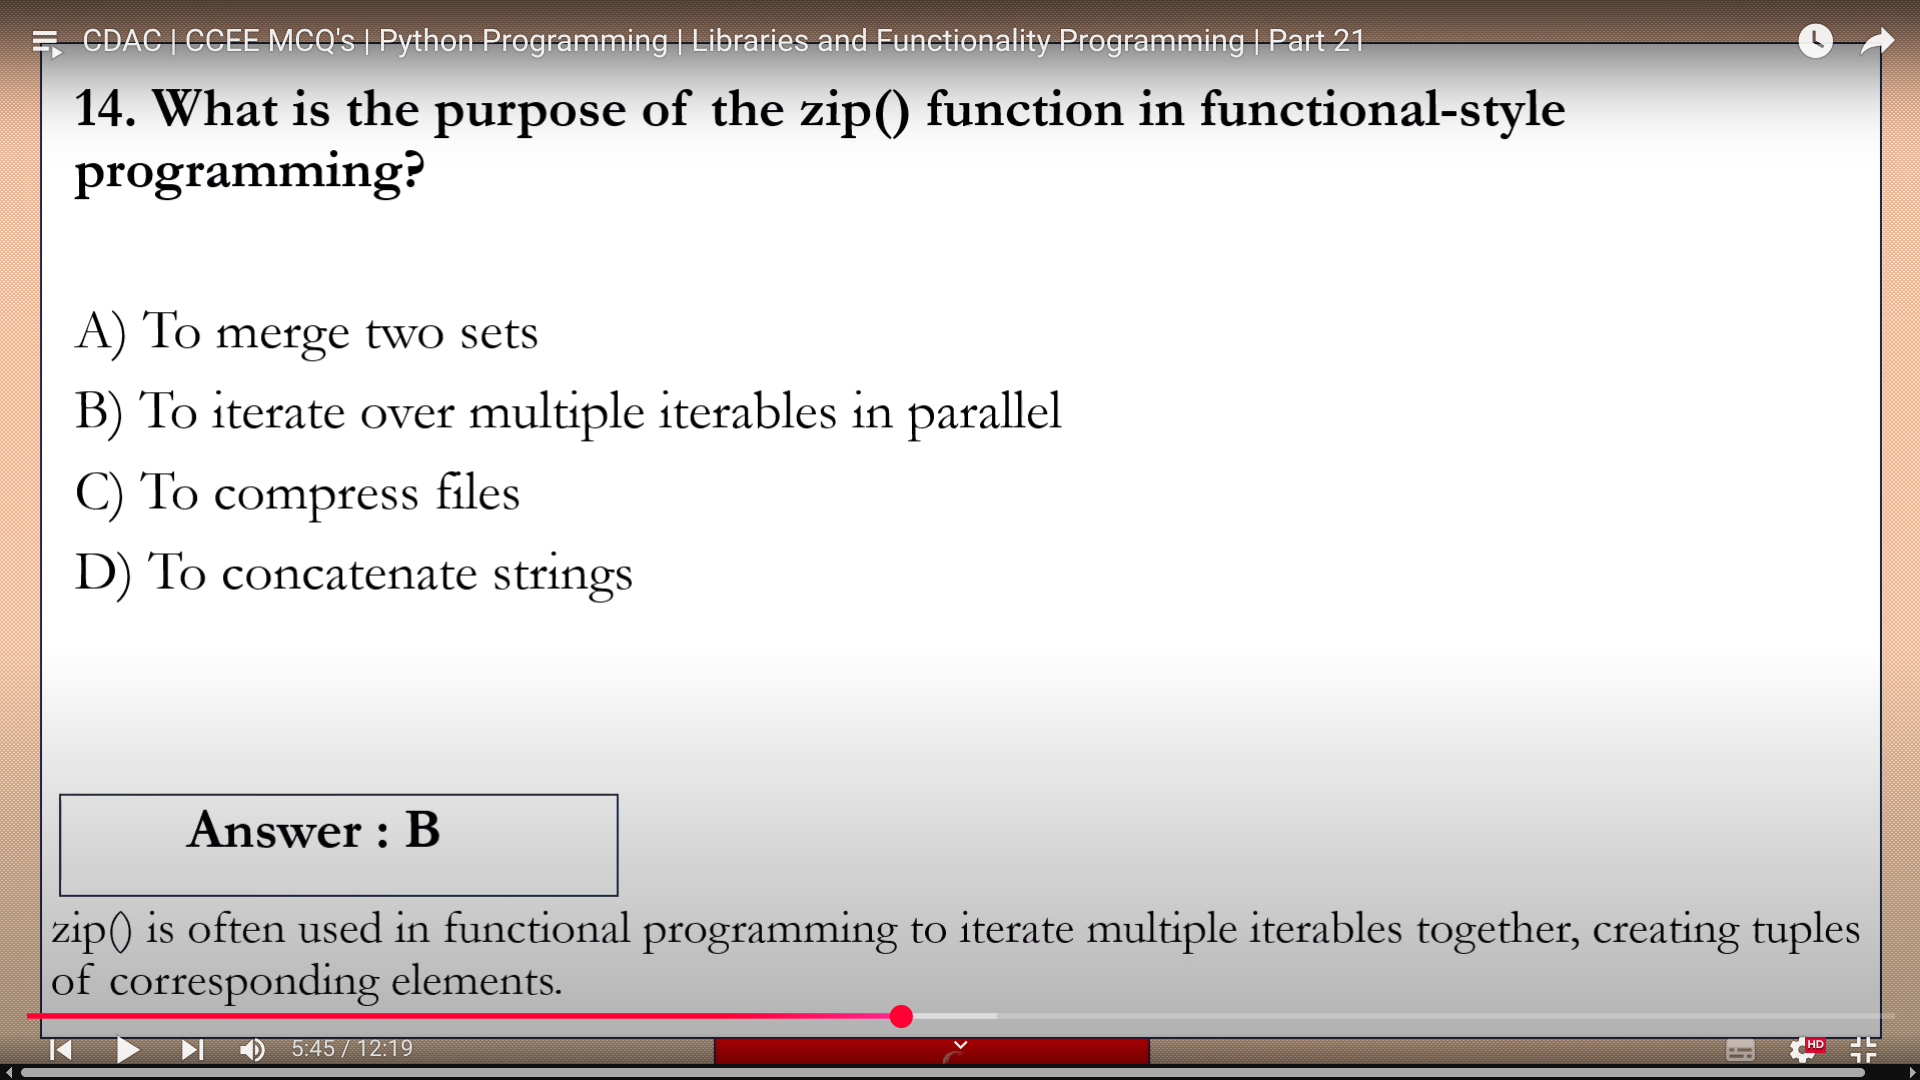 CDAC | CCEE MCQ's | Python Programming | Libraries and Functionality Programming | Part 21
14. What is the purpose of the zip() function in functional-style
programming?
A) To merge two sets
B) To iterate over multiple iterables in parallel
C) To compress files
D) To concatenate strings
Answer : B
zip() is often used in functional programming to iterate multiple iterables together, creating tuples
of corresponding elements.
5:45 / 12:19
HD